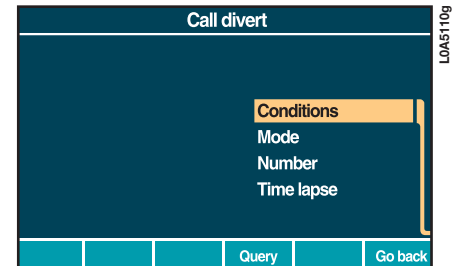 Call divert
L0A5110g
Conditions
Mode
Number
Time lapse
Query
Go back